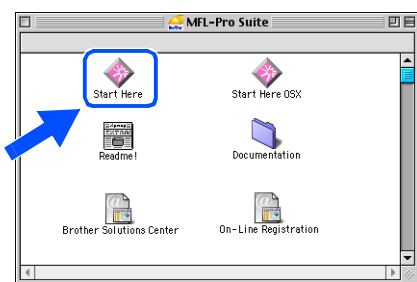 MFL-Pro Suite
Start Here
Start Here OSX
Readme!
Documentation
Brother Solutions Center
On-Line Registration